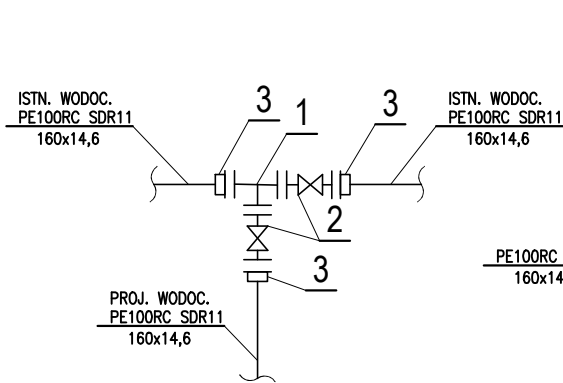 ISTN. WODOC.
PE100RC SDR11
160x14,6
3
1
3
ISTN. WODOC.
PE100RC SDR11
160x14,6
2
3
PE100RC
160x14
PROJ. WODOC.
PE100RC SDR11
160x14,6